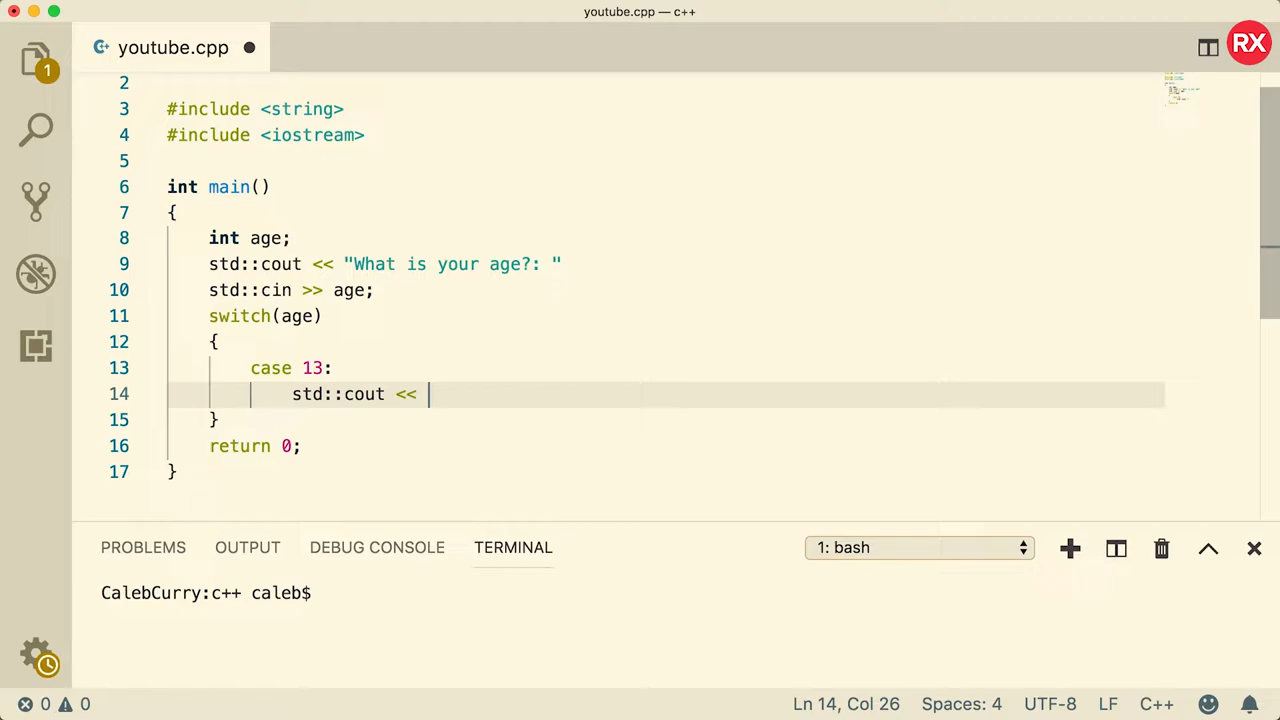 youtube.cpp — c++
youtube.cpp
RX
1
2
3 #include <string>
4 #include <iostream>
5
6 int main()
7 {
8 int age;
9 std::cout << "What is your age?: "
10 std::cin >> age;
11 switch(age)
12 {
13 case 13:
14 std::cout <<
15 }
16 return 0;
17 }
PROBLEMS OUTPUT DEBUG CONSOLE TERMINAL 1: bash
CalebCurry:c++ caleb$
0 0 Ln 14, Col 26 Spaces: 4 UTF-8 LF C++